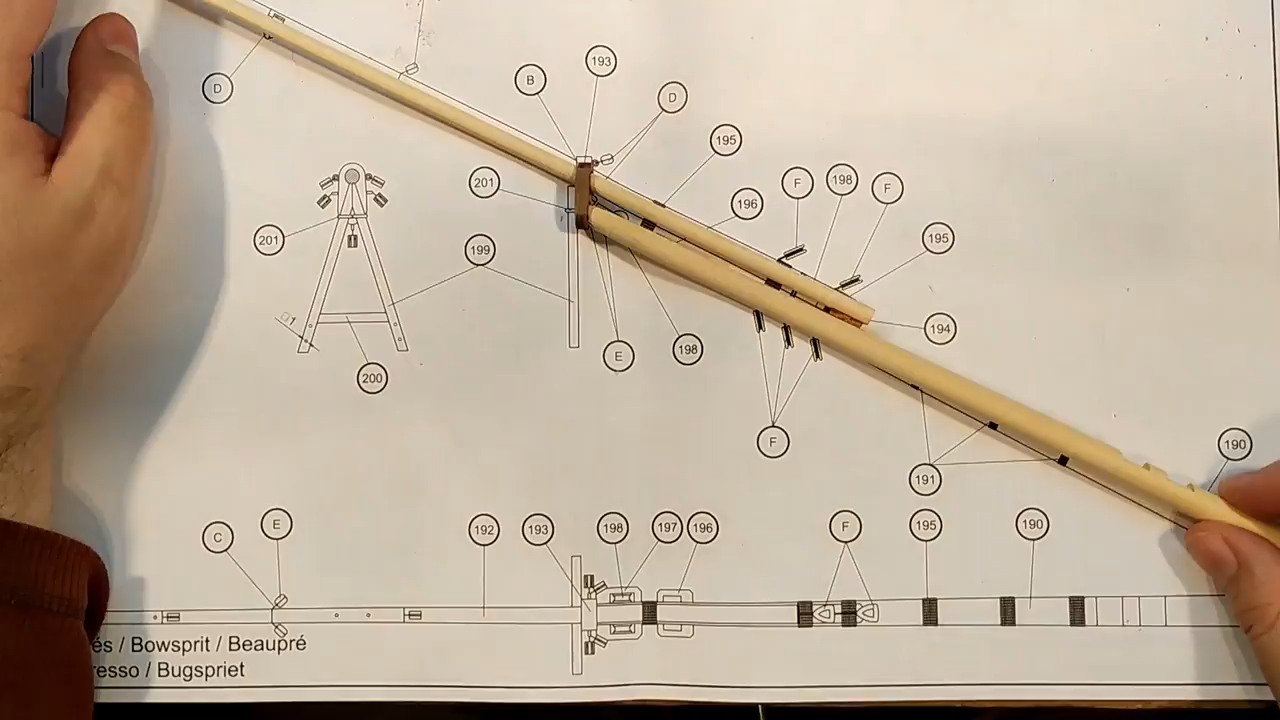 193
B
D
D
195
201
F
198
F
196
195
201
199
194
198
E
D1
200
F
190
191
C
E
192
193
198
197
196
F
195
190
és / Bowsprit / Beaupré
resso / Bugspriet